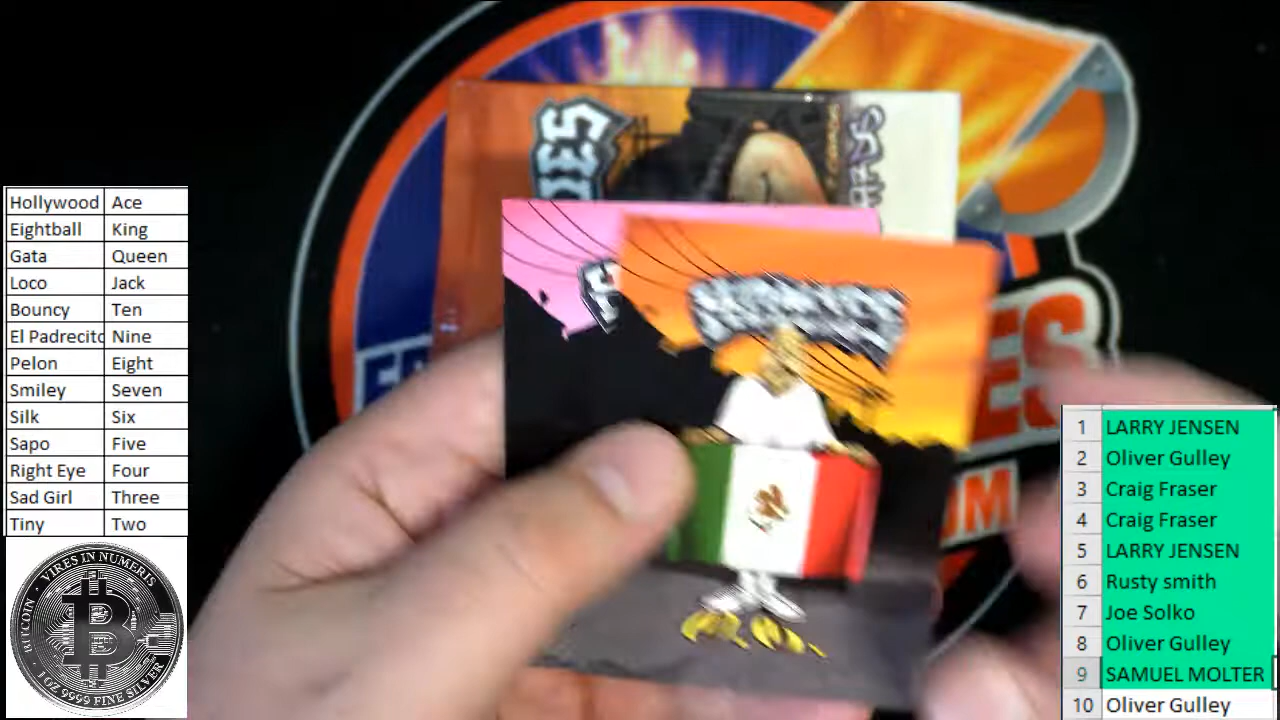 Hollywood Ace
Eightball King
Gata Queen
Loco Jack
Bouncy Ten
El Padrecito Nine
Pelon Eight
Smiley Seven
Silk Six
Sapo Five
Right Eye Four
Sad Girl Three
Tiny Two
BITCOIN · VIRES IN NUMERIS
1 OZ .9999 FINE SILVER
1 LARRY JENSEN
2 Oliver Gulley
3 Craig Fraser
4 Craig Fraser
5 LARRY JENSEN
6 Rusty smith
7 Joe Solko
8 Oliver Gulley
9 SAMUEL MOLTER
10 Oliver Gulley